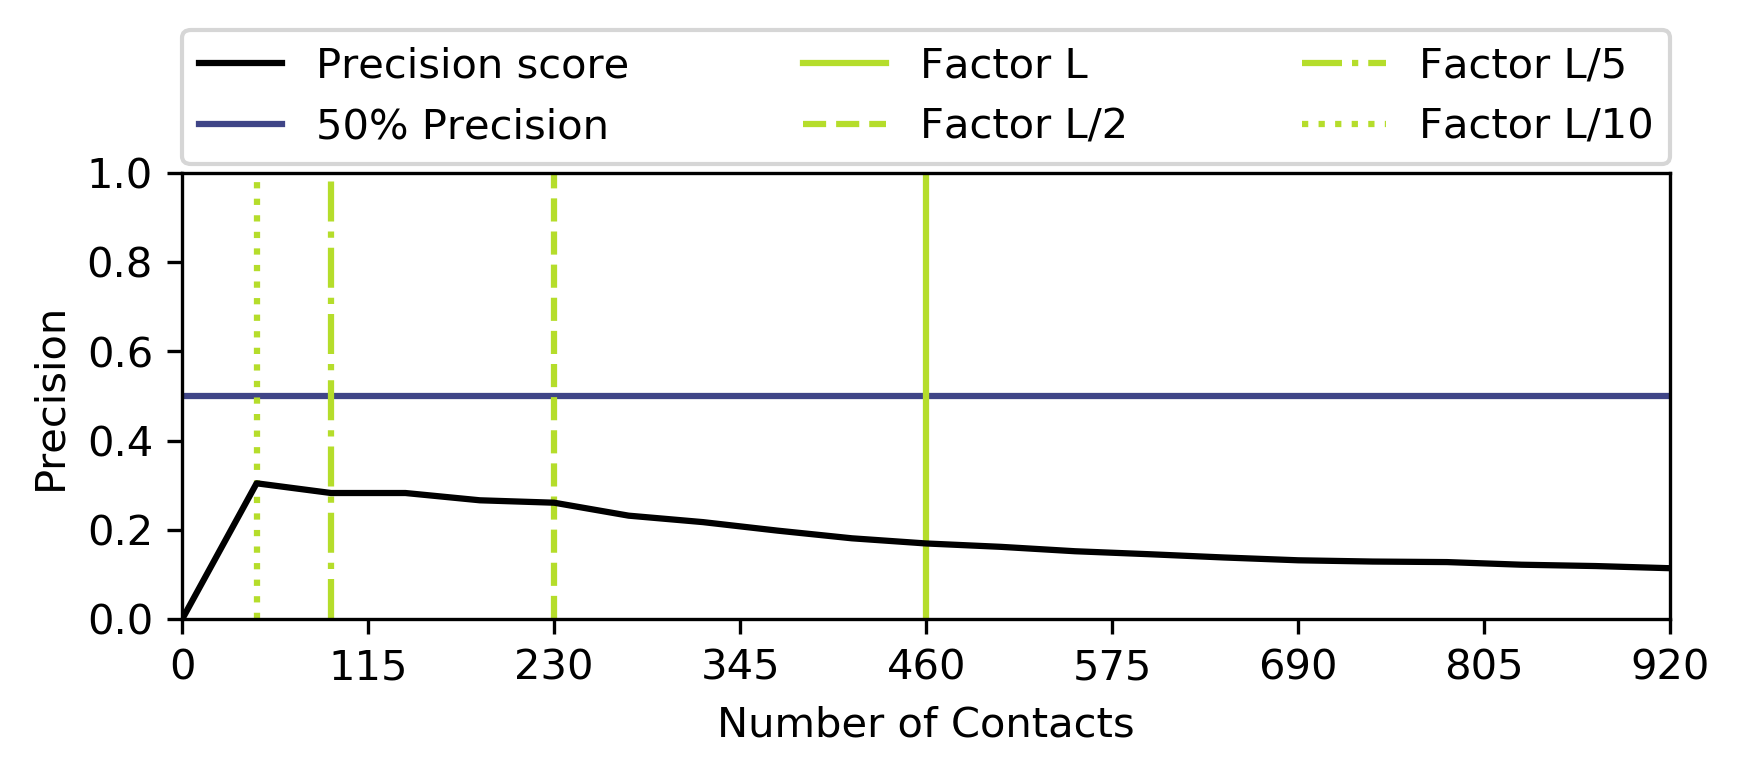 Precision score
50% Precision
Factor L
Factor L/2
Factor L/5
Factor L/10
1.0
0.8
0.6
0.4
0.2
0.0
Precision
0 115 230 345 460 575 690 805 920
Number of Contacts